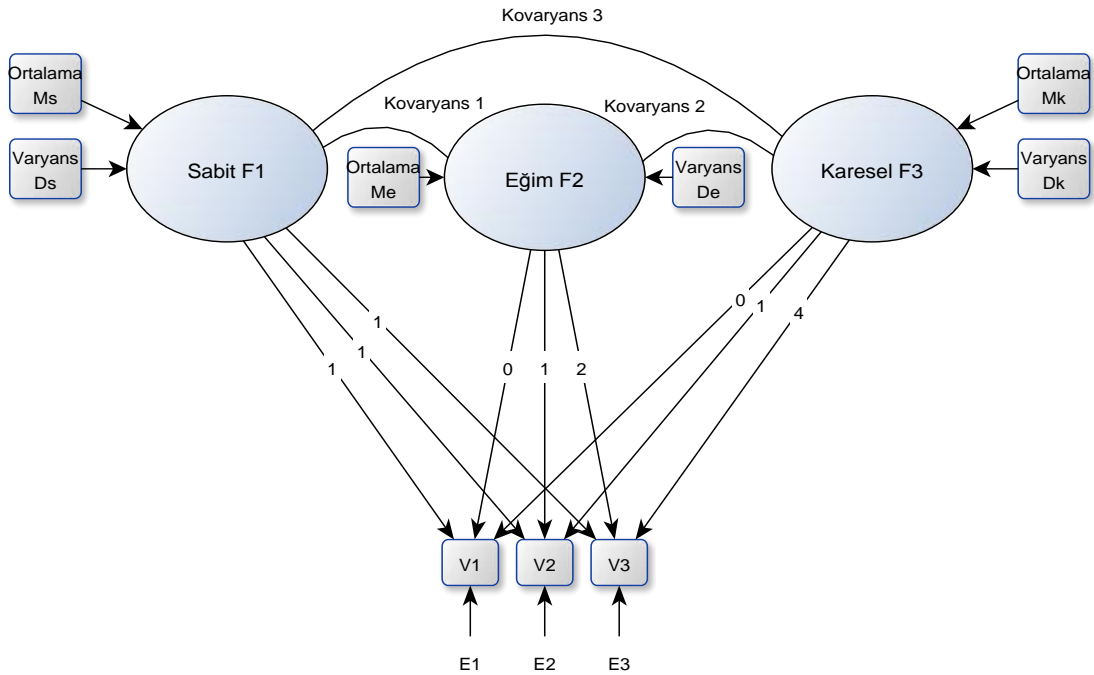 Kovaryans 3
Ortalama
Ms
Varyans
Ds
Sabit F1
Kovaryans 1
Ortalama
Me
Eğim F2
Kovaryans 2
Varyans
De
Karesel F3
Ortalama
Mk
Varyans
Dk
1
1
1
0
1
2
0
1
4
V1
V2
V3
E1
E2
E3